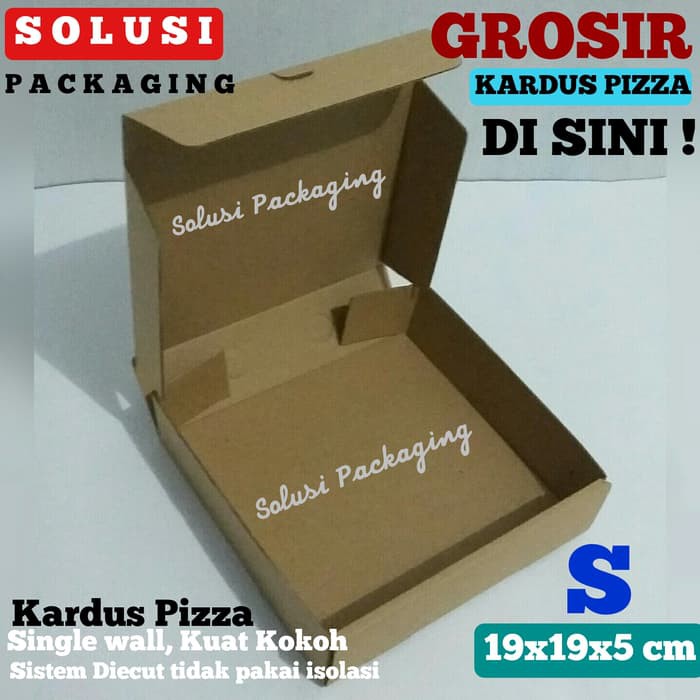 SOLUSI
PACKAGING
GROSIR
KARDUS PIZZA
DI SINI !
Solusi Packaging
Solusi Packaging
S
19x19x5 cm
Kardus Pizza
Single wall, Kuat Kokoh
Sistem Diecut tidak pakai isolasi